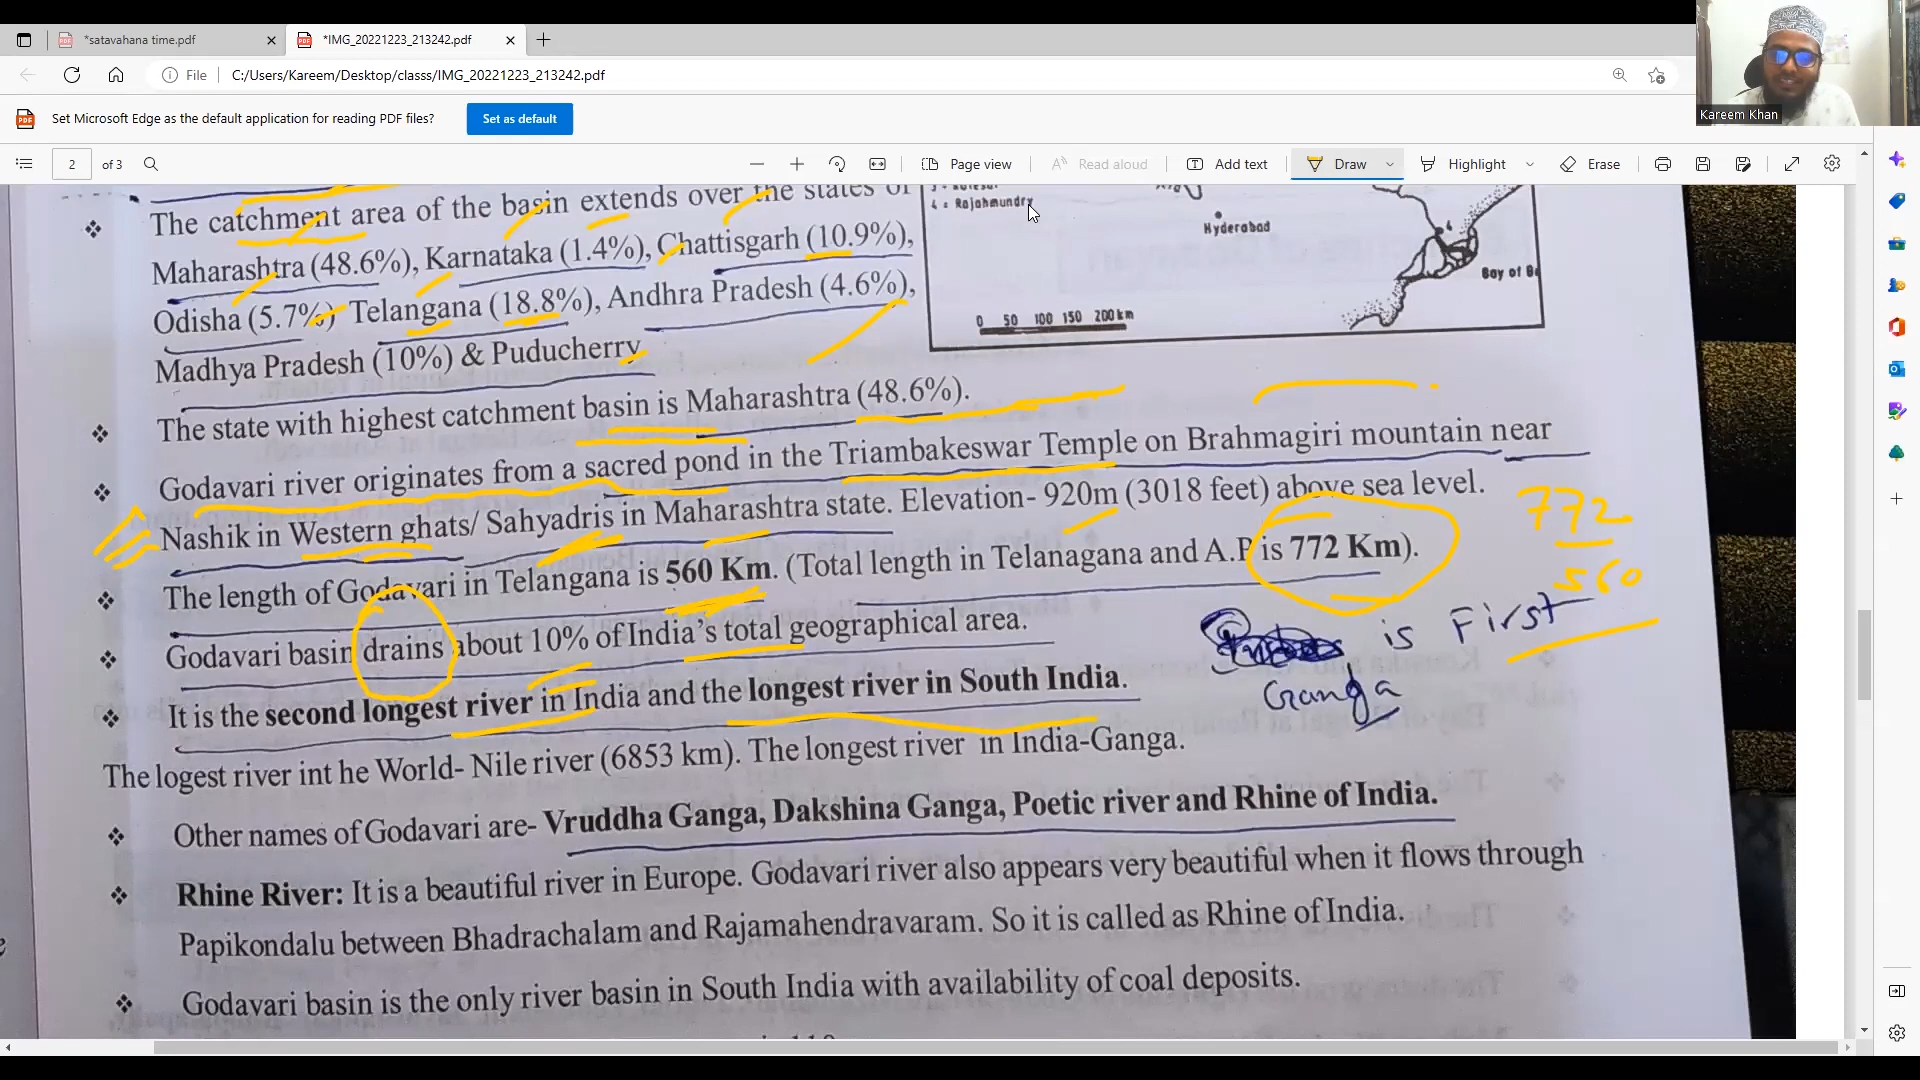 *satavahana time.pdf
*IMG_20221223_213242.pdf
File
C:/Users/Kareem/Desktop/classs/IMG_20221223_213242.pdf
Kareem Khan
Set Microsoft Edge as the default application for reading PDF files?
Set as default
2 of 3
Page view
Read aloud
Add text
Draw
Highlight
Erase
4 = Rajahmundry
Hyderabad
4
Bay of
0 50 100 150 200 km
The catchment area of the basin extends over the states of
Maharashtra (48.6%), Karnataka (1.4%), Chattisgarh (10.9%),
Odisha (5.7%) Telangana (18.8%), Andhra Pradesh (4.6%),
Madhya Pradesh (10%) & Puducherry
The state with highest catchment basin is Maharashtra (48.6%).
Godavari river originates from a sacred pond in the Triambakeswar Temple on Brahmagiri mountain near
Nashik in Western ghats/ Sahyadris in Maharashtra state. Elevation- 920m (3018 feet) above sea level.
The length of Godavari in Telangana is 560 Km. (Total length in Telanagana and A.P is 772 Km).
772
560
Godavari basin drains about 10% of India's total geographical area.
is First
Ganga
It is the second longest river in India and the longest river in South India.
The logest river int he World- Nile river (6853 km). The longest river in India-Ganga.
Other names of Godavari are- Vruddha Ganga, Dakshina Ganga, Poetic river and Rhine of India.
Rhine River: It is a beautiful river in Europe. Godavari river also appears very beautiful when it flows through
Papikondalu between Bhadrachalam and Rajamahendravaram. So it is called as Rhine of India.
Godavari basin is the only river basin in South India with availability of coal deposits.